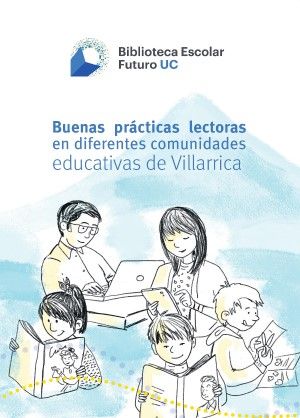 Biblioteca Escolar
Futuro UC
Buenas prácticas lectoras
en diferentes comunidades
educativas de Villarrica